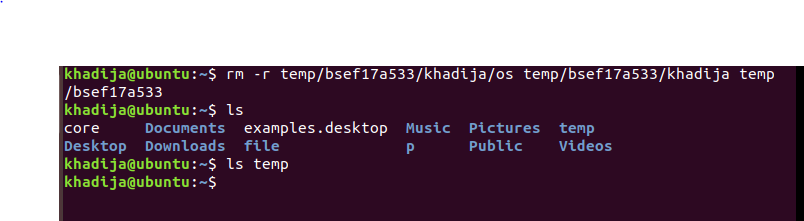 khadija@ubuntu:~$ rm -r temp/bsef17a533/khadija/os temp/bsef17a533/khadija temp
/bsef17a533
khadija@ubuntu:~$ ls
core Documents examples.desktop Music Pictures temp
Desktop Downloads file p Public Videos
khadija@ubuntu:~$ ls temp
khadija@ubuntu:~$